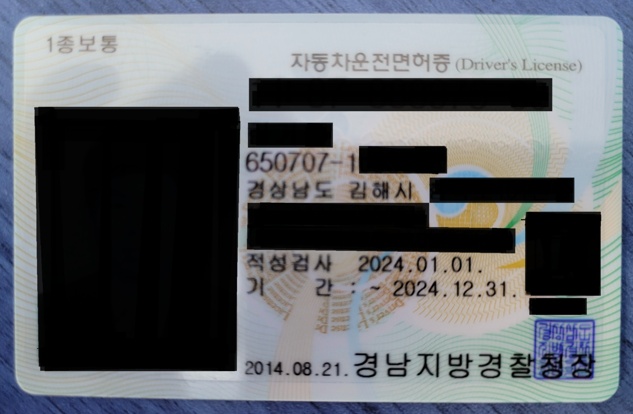 1종보통
자동차운전면허증 (Driver's License)
650707-1
경상남도 김해시
적성검사 2024.01.01.
기 간 : ~ 2024.12.31.
2014.08.21. 경남지방경찰청장